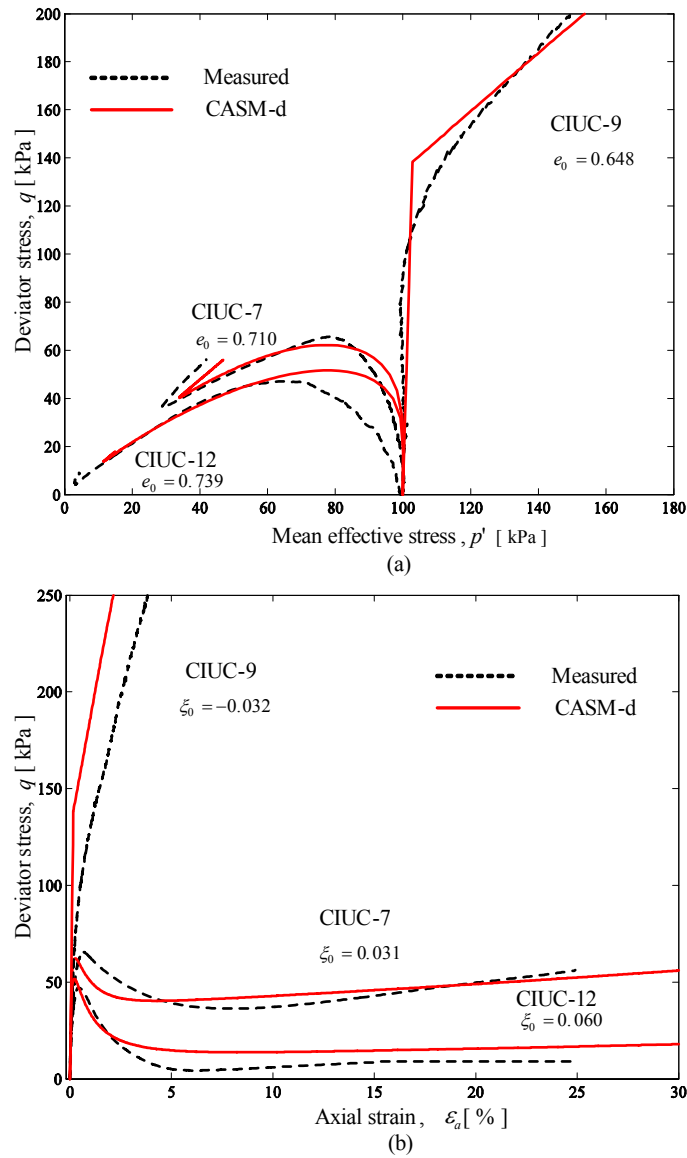 200
180
160
140
120
100
80
60
40
20
0
Deviator stress, q [ kPa]
Measured
CASM-d
CIUC-9
e0 = 0.648
CIUC-7
e0 = 0.710
CIUC-12
e0 = 0.739
0 20 40 60 80 100 120 140 160 180
Mean effective stress , p' [ kPa]
(a)
250
200
150
100
50
0
Deviator stress, q [ kPa]
CIUC-9
ξ0 = -0.032
Measured
CASM-d
CIUC-7
ξ0 = 0.031
CIUC-12
ξ0 = 0.060
0 5 10 15 20 25 30
Axial strain, εa [ %]
(b)